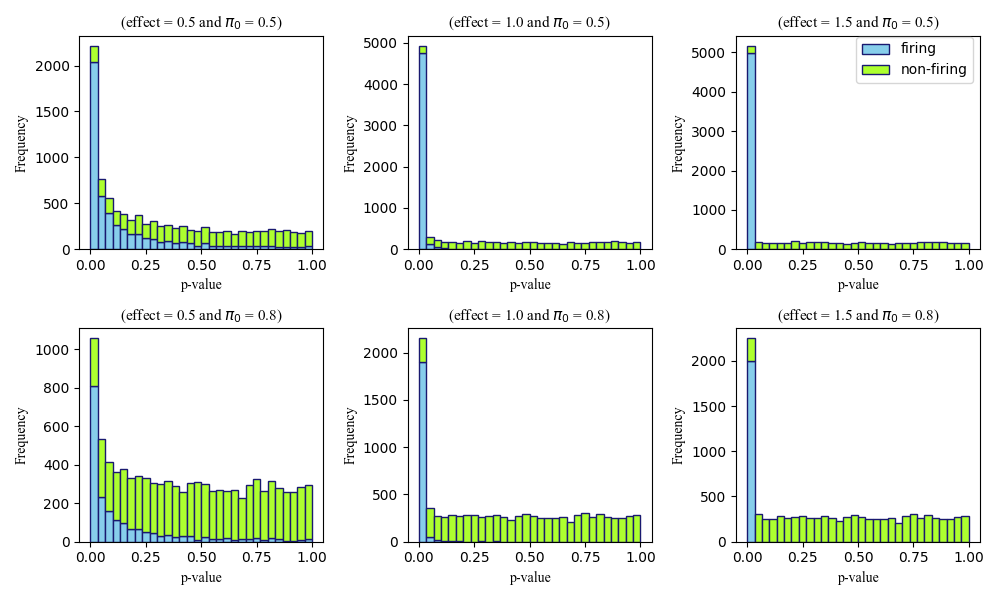 (effect = 0.5 and π₀ = 0.5)
Frequency
2000
1500
1000
500
0
0.00 0.25 0.50 0.75 1.00
p-value
(effect = 1.0 and π₀ = 0.5)
Frequency
5000
4000
3000
2000
1000
0
0.00 0.25 0.50 0.75 1.00
p-value
(effect = 1.5 and π₀ = 0.5)
firing
non-firing
Frequency
5000
4000
3000
2000
1000
0
0.00 0.25 0.50 0.75 1.00
p-value
(effect = 0.5 and π₀ = 0.8)
Frequency
1000
800
600
400
200
0
0.00 0.25 0.50 0.75 1.00
p-value
(effect = 1.0 and π₀ = 0.8)
Frequency
2000
1500
1000
500
0
0.00 0.25 0.50 0.75 1.00
p-value
(effect = 1.5 and π₀ = 0.8)
Frequency
2000
1500
1000
500
0
0.00 0.25 0.50 0.75 1.00
p-value